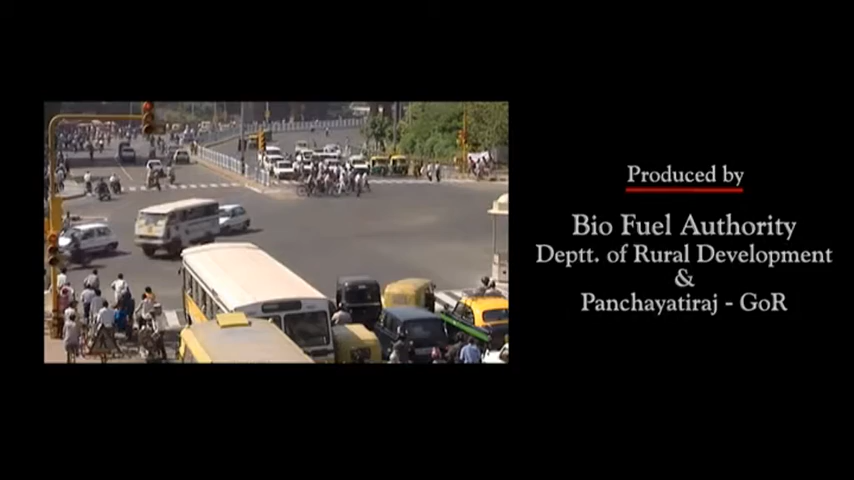 Produced by
Bio Fuel Authority
Deptt. of Rural Development
&
Panchayatiraj - GoR